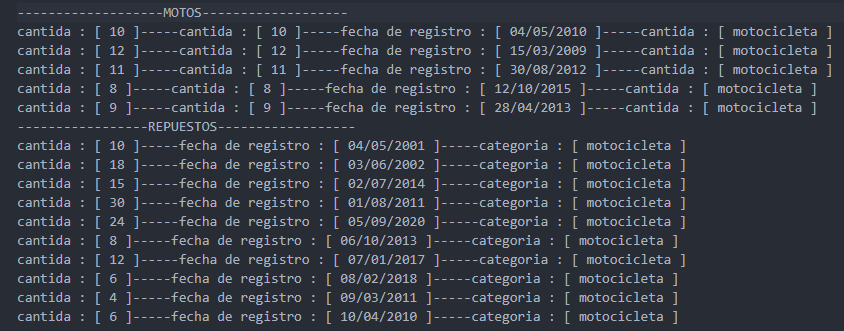 -------------------MOTOS-------------------
cantida : [ 10 ]-----cantida : [ 10 ]-----fecha de registro : [ 04/05/2010 ]-----cantida : [ motocicleta ]
cantida : [ 12 ]-----cantida : [ 12 ]-----fecha de registro : [ 15/03/2009 ]-----cantida : [ motocicleta ]
cantida : [ 11 ]-----cantida : [ 11 ]-----fecha de registro : [ 30/08/2012 ]-----cantida : [ motocicleta ]
cantida : [ 8 ]-----cantida : [ 8 ]-----fecha de registro : [ 12/10/2015 ]-----cantida : [ motocicleta ]
cantida : [ 9 ]-----cantida : [ 9 ]-----fecha de registro : [ 28/04/2013 ]-----cantida : [ motocicleta ]
-----------------REPUESTOS------------------
cantida : [ 10 ]-----fecha de registro : [ 04/05/2001 ]-----categoria : [ motocicleta ]
cantida : [ 18 ]-----fecha de registro : [ 03/06/2002 ]-----categoria : [ motocicleta ]
cantida : [ 15 ]-----fecha de registro : [ 02/07/2014 ]-----categoria : [ motocicleta ]
cantida : [ 30 ]-----fecha de registro : [ 01/08/2011 ]-----categoria : [ motocicleta ]
cantida : [ 24 ]-----fecha de registro : [ 05/09/2020 ]-----categoria : [ motocicleta ]
cantida : [ 8 ]-----fecha de registro : [ 06/10/2013 ]-----categoria : [ motocicleta ]
cantida : [ 12 ]-----fecha de registro : [ 07/01/2017 ]-----categoria : [ motocicleta ]
cantida : [ 6 ]-----fecha de registro : [ 08/02/2018 ]-----categoria : [ motocicleta ]
cantida : [ 4 ]-----fecha de registro : [ 09/03/2011 ]-----categoria : [ motocicleta ]
cantida : [ 6 ]-----fecha de registro : [ 10/04/2010 ]-----categoria : [ motocicleta ]